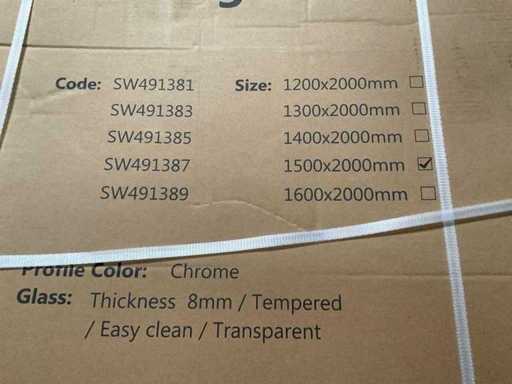 Code: SW491381 Size: 1200x2000mm ☐
SW491383 1300x2000mm ☐
SW491385 1400x2000mm ☐
SW491387 1500x2000mm ☑
SW491389 1600x2000mm ☐
Profile Color: Chrome
Glass: Thickness 8mm / Tempered
/ Easy clean / Transparent